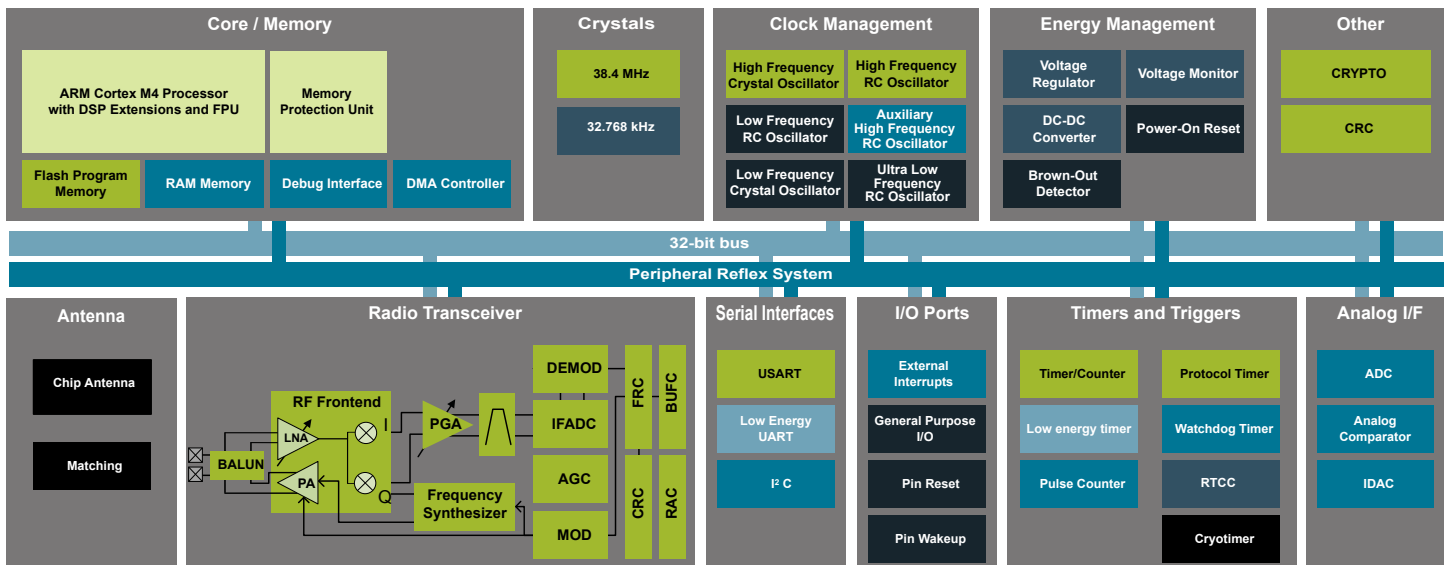 Core / Memory
ARM Cortex M4 Processor
with DSP Extensions and FPU
Memory
Protection Unit
Flash Program
Memory
RAM Memory
Debug Interface
DMA Controller
Crystals
38.4 MHz
32.768 kHz
Clock Management
High Frequency
Crystal Oscillator
High Frequency
RC Oscillator
Low Frequency
RC Oscillator
Auxiliary
High Frequency
RC Oscillator
Low Frequency
Crystal Oscillator
Ultra Low
Frequency
RC Oscillator
Energy Management
Voltage
Regulator
Voltage Monitor
DC-DC
Converter
Power-On Reset
Brown-Out
Detector
Other
CRYPTO
CRC
32-bit bus
Peripheral Reflex System
Antenna
Chip Antenna
Matching
Radio Transceiver
RF Frontend
LNA
I
BALUN
PA
Q
PGA
Frequency
Synthesizer
DEMOD
IFADC
AGC
MOD
FRC
BUFC
CRC
RAC
Serial Interfaces
USART
Low Energy
UART
I² C
I/O Ports
External
Interrupts
General Purpose
I/O
Pin Reset
Pin Wakeup
Timers and Triggers
Timer/Counter
Protocol Timer
Low energy timer
Watchdog Timer
Pulse Counter
RTCC
Cryotimer
Analog I/F
ADC
Analog
Comparator
IDAC